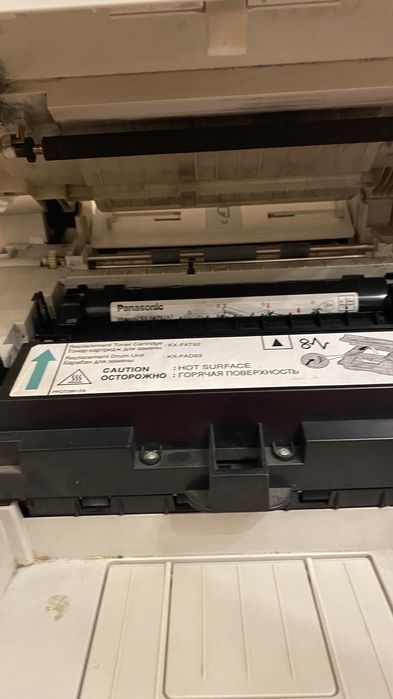 Panasonic
Replacement Toner Cartridge : KX-FAT92
Тонер-картридж для замены
Replacement Drum Unit : KX-FAD93
Барабан для замены
CAUTION : HOT SURFACE
ОСТОРОЖНО : ГОРЯЧАЯ ПОВЕРХНОСТЬ